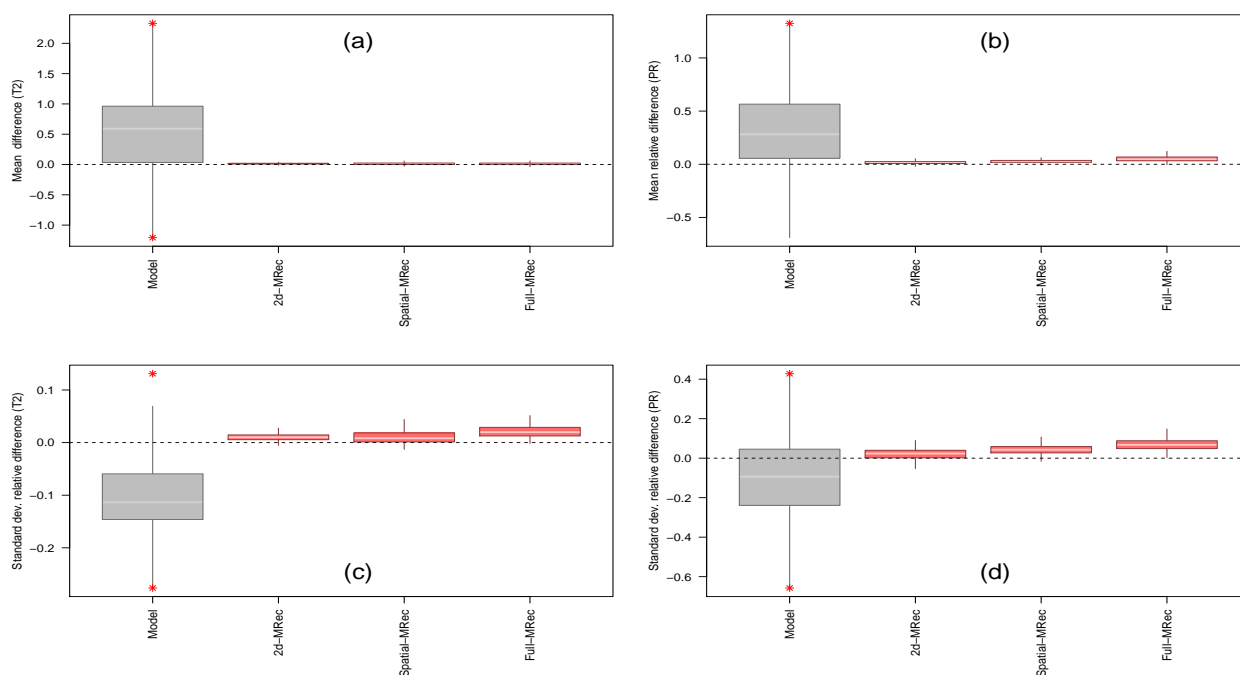 (a)
Mean difference (T2)
2.0
1.5
1.0
0.5
0.0
−0.5
−1.0
Model
2d−MRec
Spatial−MRec
Full−MRec
(b)
Mean relative difference (PR)
1.0
0.5
0.0
−0.5
Model
2d−MRec
Spatial−MRec
Full−MRec
(c)
Standard dev. relative difference (T2)
0.1
0.0
−0.1
−0.2
Model
2d−MRec
Spatial−MRec
Full−MRec
(d)
Standard dev. relative difference (PR)
0.4
0.2
0.0
−0.2
−0.4
−0.6
Model
2d−MRec
Spatial−MRec
Full−MRec